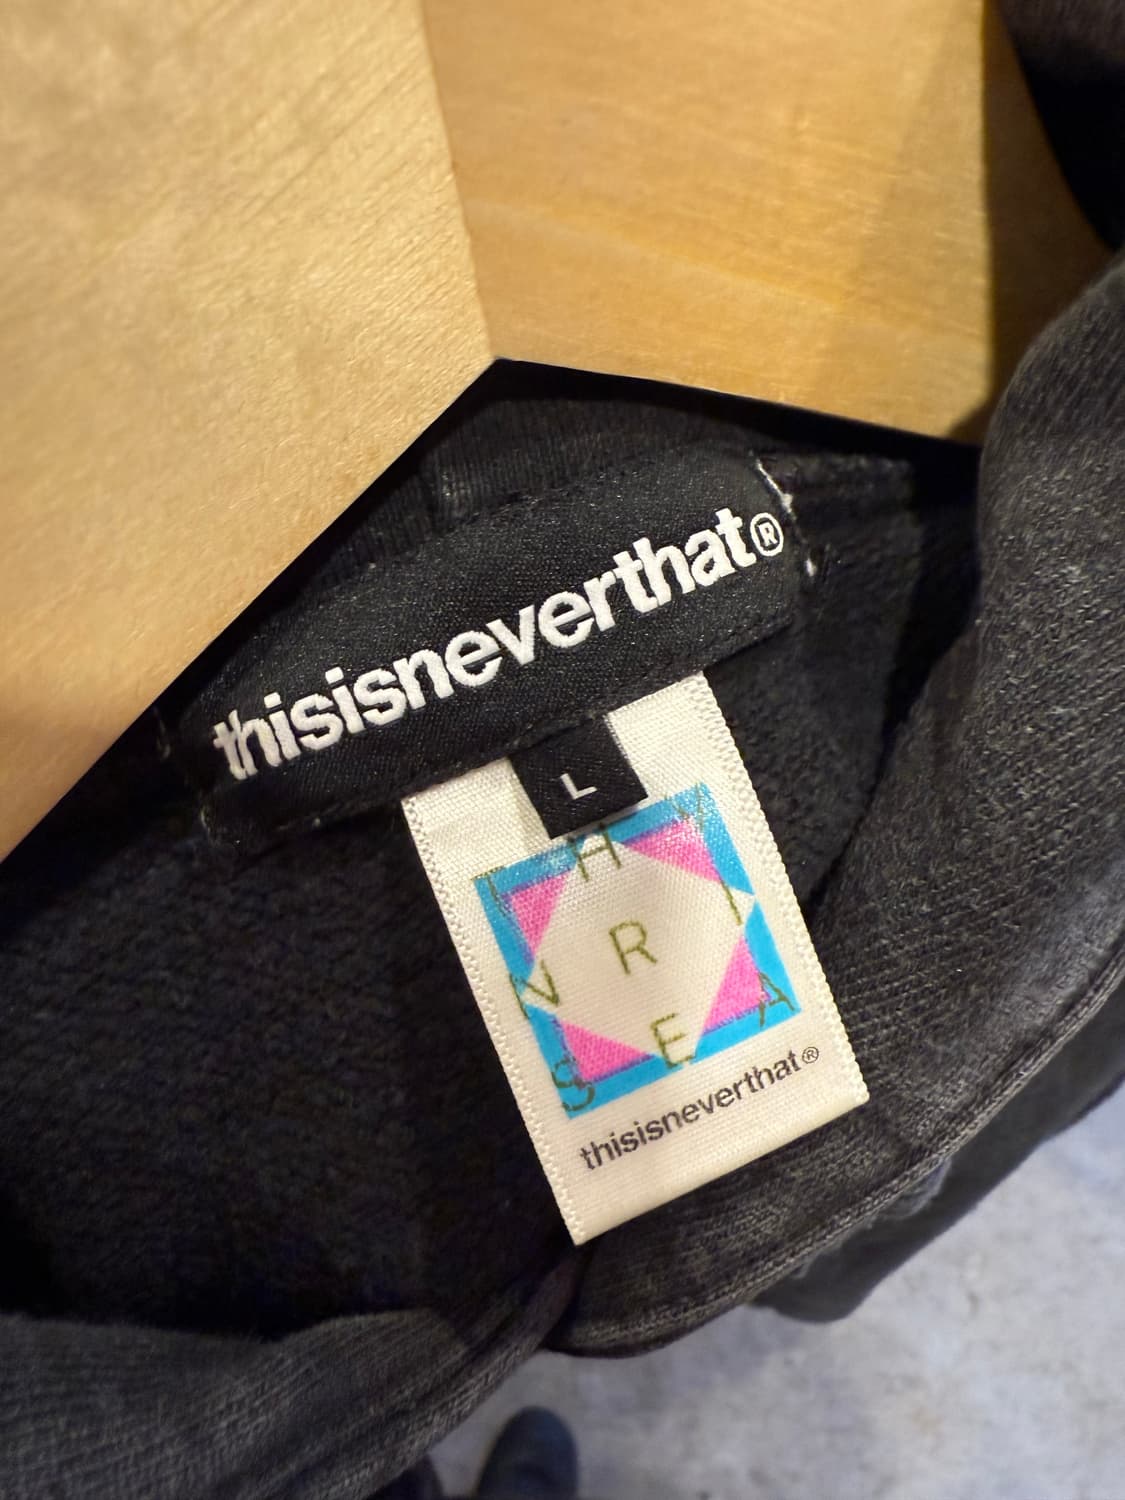 thisisneverthat®
L
T H Y
N R I
S E A
thisisneverthat®